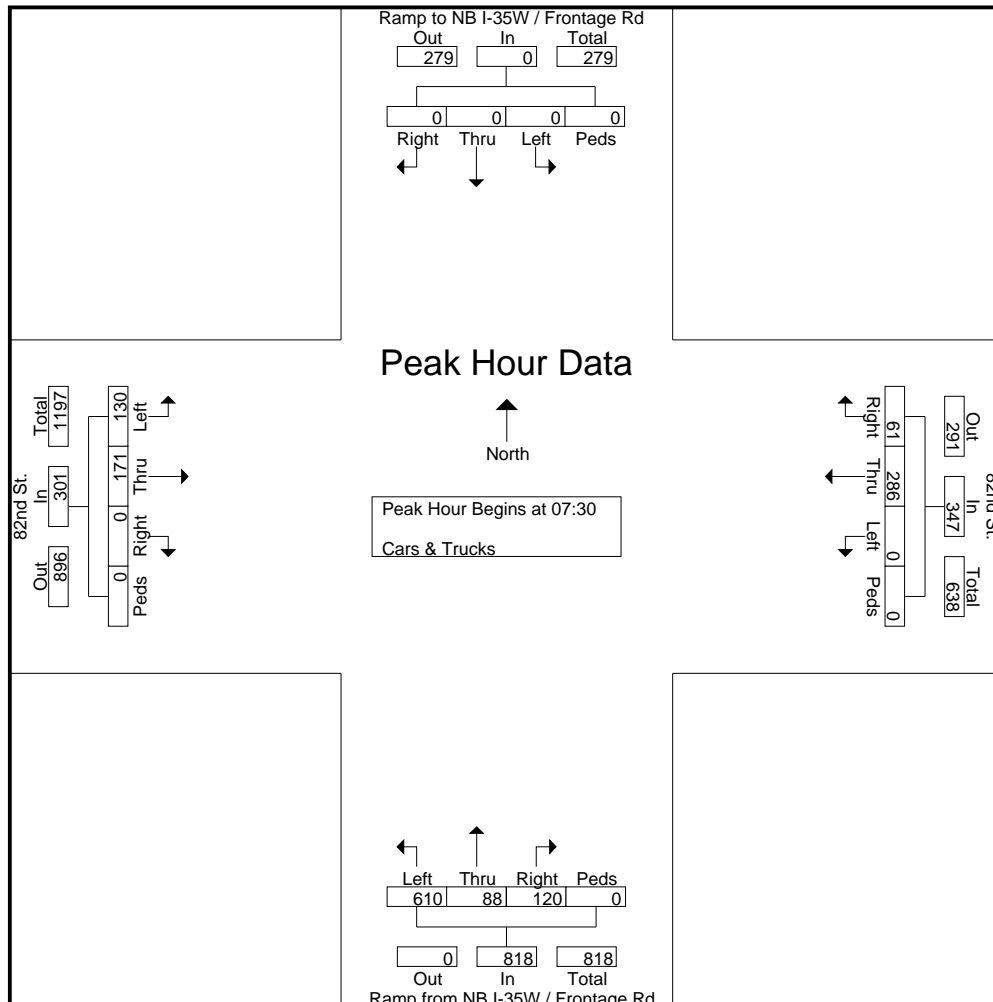 Ramp to NB I-35W / Frontage Rd
Out In Total
279 0 279
0 0 0 0
Right Thru Left Peds
Peak Hour Data
North
Peak Hour Begins at 07:30
Cars & Trucks
82nd St.
Total In Out
1197 301 896
130 171 0 0
Left Thru Right Peds
Right Thru Left Peds
61 286 0 0
Out In Total
291 347 638
82nd St.
Left Thru Right Peds
610 88 120 0
0 818 818
Out In Total
Ramp from NB I-35W / Frontage Rd